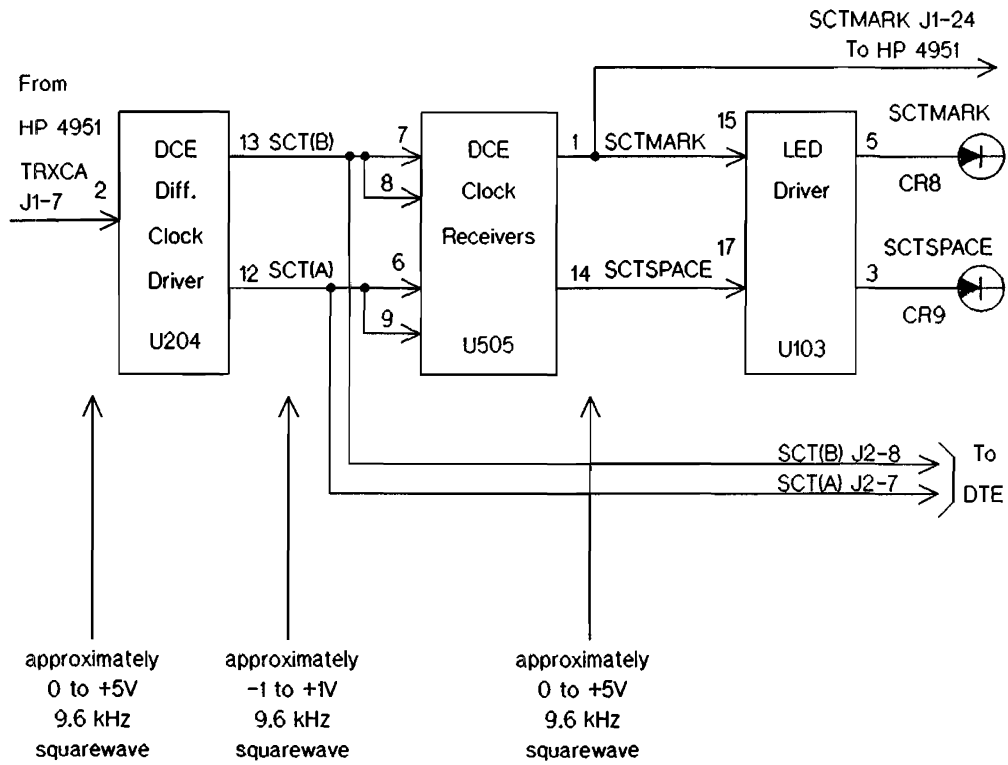 SCTMARK J1-24
To HP 4951
From
HP 4951
TRXCA
J1-7
2
DCE
Diff.
Clock
Driver
U204
13 SCT(B)
12 SCT(A)
7
8
6
9
DCE
Clock
Receivers
U505
1 SCTMARK
14 SCTSPACE
15
17
LED
Driver
U103
5
3
SCTMARK
CR8
SCTSPACE
CR9
SCT(B) J2-8
SCT(A) J2-7
To
DTE
approximately
0 to +5V
9.6 kHz
squarewave
approximately
-1 to +1V
9.6 kHz
squarewave
approximately
0 to +5V
9.6 kHz
squarewave